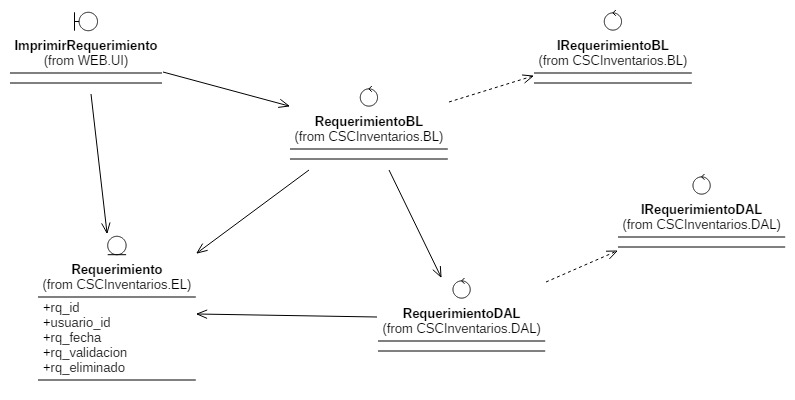 ImprimirRequerimiento
(from WEB.UI)
IRequerimientoBL
(from CSCInventarios.BL)
RequerimientoBL
(from CSCInventarios.BL)
IRequerimientoDAL
(from CSCInventarios.DAL)
Requerimiento
(from CSCInventarios.EL)
+rq_id
+usuario_id
+rq_fecha
+rq_validacion
+rq_eliminado
RequerimientoDAL
(from CSCInventarios.DAL)